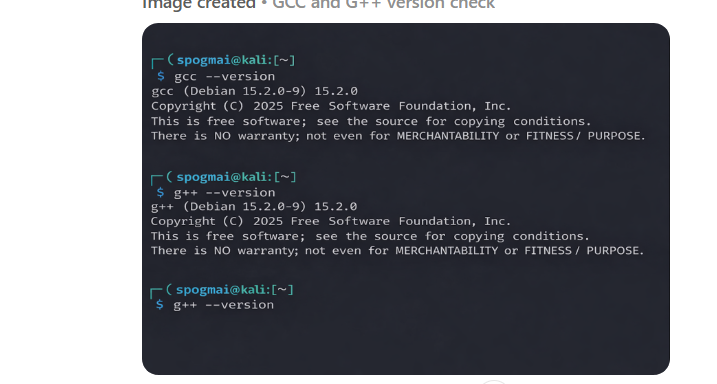 Image created • GCC and G++ version check
┌─(spogmai@kali:[~]
$ gcc --version
gcc (Debian 15.2.0-9) 15.2.0
Copyright (C) 2025 Free Software Foundation, Inc.
This is free software; see the source for copying conditions.
There is NO warranty; not even for MERCHANTABILITY or FITNESS/ PURPOSE.
┌─(spogmai@kali:[~]
$ g++ --version
g++ (Debian 15.2.0-9) 15.2.0
Copyright (C) 2025 Free Software Foundation, Inc.
This is free software; see the source for copying conditions.
There is NO warranty; not even for MERCHANTABILITY or FITNESS/ PURPOSE.
┌─(spogmai@kali:[~]
$ g++ --version